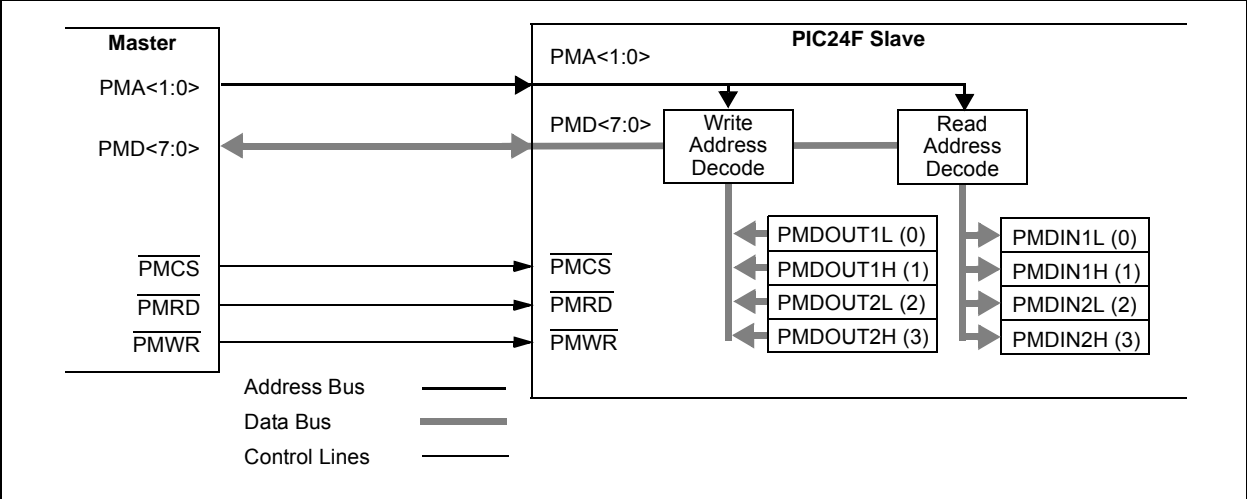 Master
PIC24F Slave
PMA<1:0>
PMA<1:0>
PMD<7:0>
PMD<7:0>
Write
Address
Decode
Read
Address
Decode
PMDOUT1L (0)
PMDOUT1H (1)
PMDOUT2L (2)
PMDOUT2H (3)
PMDIN1L (0)
PMDIN1H (1)
PMDIN2L (2)
PMDIN2H (3)
PMCS
PMCS
PMRD
PMRD
PMWR
PMWR
Address Bus
Data Bus
Control Lines